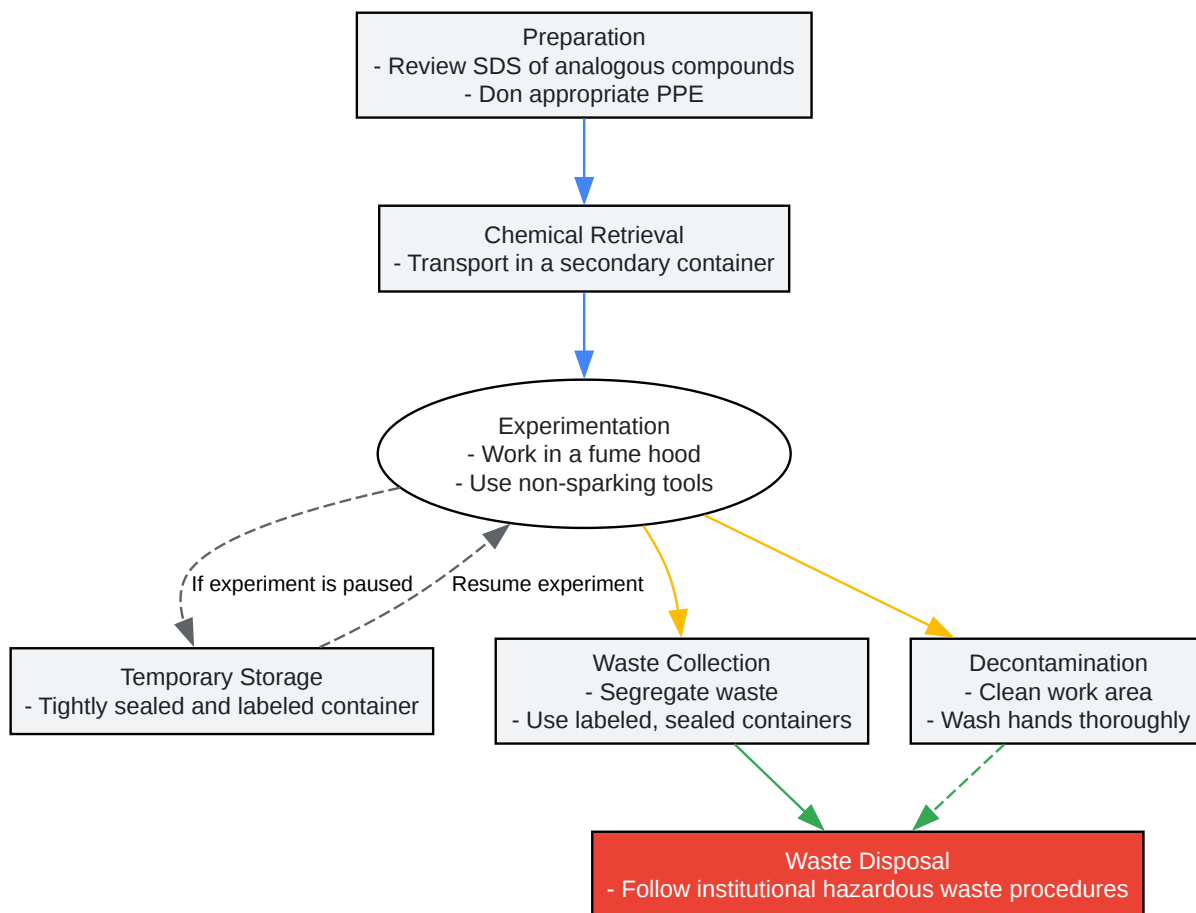 Preparation
- Review SDS of analogous compounds
- Don appropriate PPE
Chemical Retrieval
- Transport in a secondary container
Experimentation
- Work in a fume hood
- Use non-sparking tools
If experiment is paused
Resume experiment
Temporary Storage
- Tightly sealed and labeled container
Waste Collection
- Segregate waste
- Use labeled, sealed containers
Decontamination
- Clean work area
- Wash hands thoroughly
Waste Disposal
- Follow institutional hazardous waste procedures